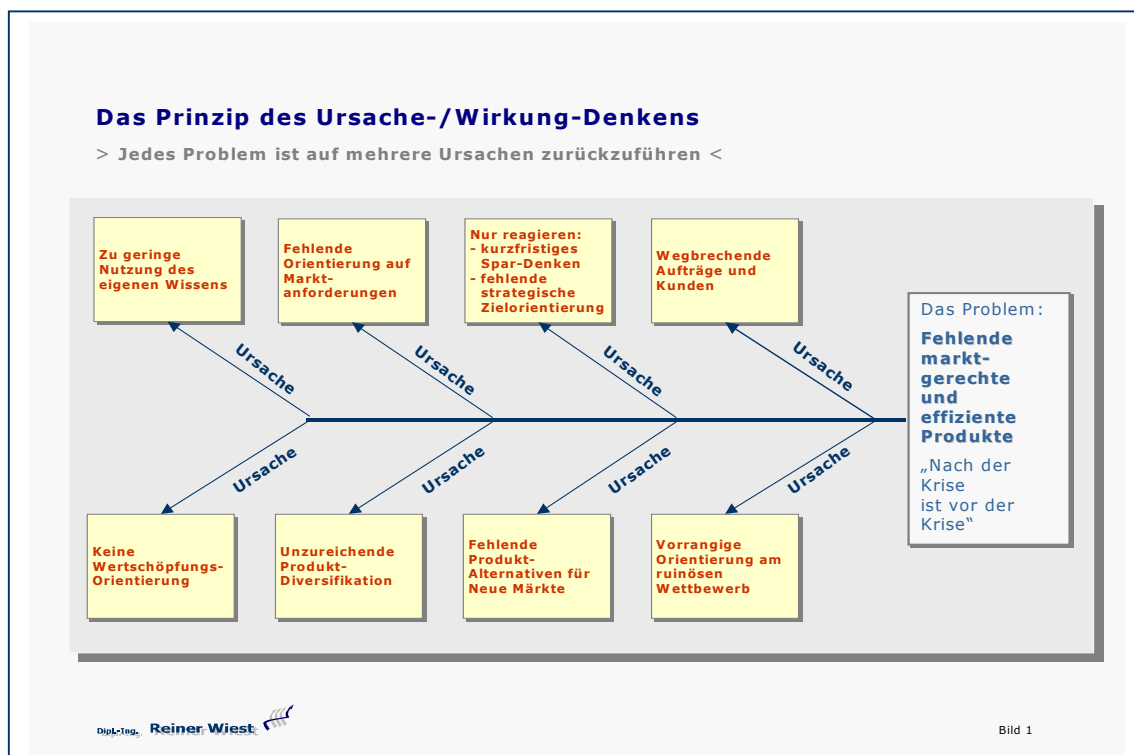 Das Prinzip des Ursache-/Wirkung-Denkens
> Jedes Problem ist auf mehrere Ursachen zurückzuführen <
Zu geringe
Nutzung des
eigenen Wissens
Fehlende
Orientierung auf
Markt-
anforderungen
Nur reagieren:
- kurzfristiges
Spar-Denken
- fehlende
strategische
Zielorientierung
Wegbrechende
Aufträge und
Kunden
Ursache
Ursache
Ursache
Ursache
Das Problem:
Fehlende
markt-
gerechte
und
effiziente
Produkte
„Nach der
Krise
ist vor der
Krise“
Ursache
Ursache
Ursache
Ursache
Keine
Wertschöpfungs-
Orientierung
Unzureichende
Produkt-
Diversifikation
Fehlende
Produkt-
Alternativen für
Neue Märkte
Vorrangige
Orientierung am
ruinösen
Wettbewerb
Dipl.-Ing. Reiner Wiest
Bild 1